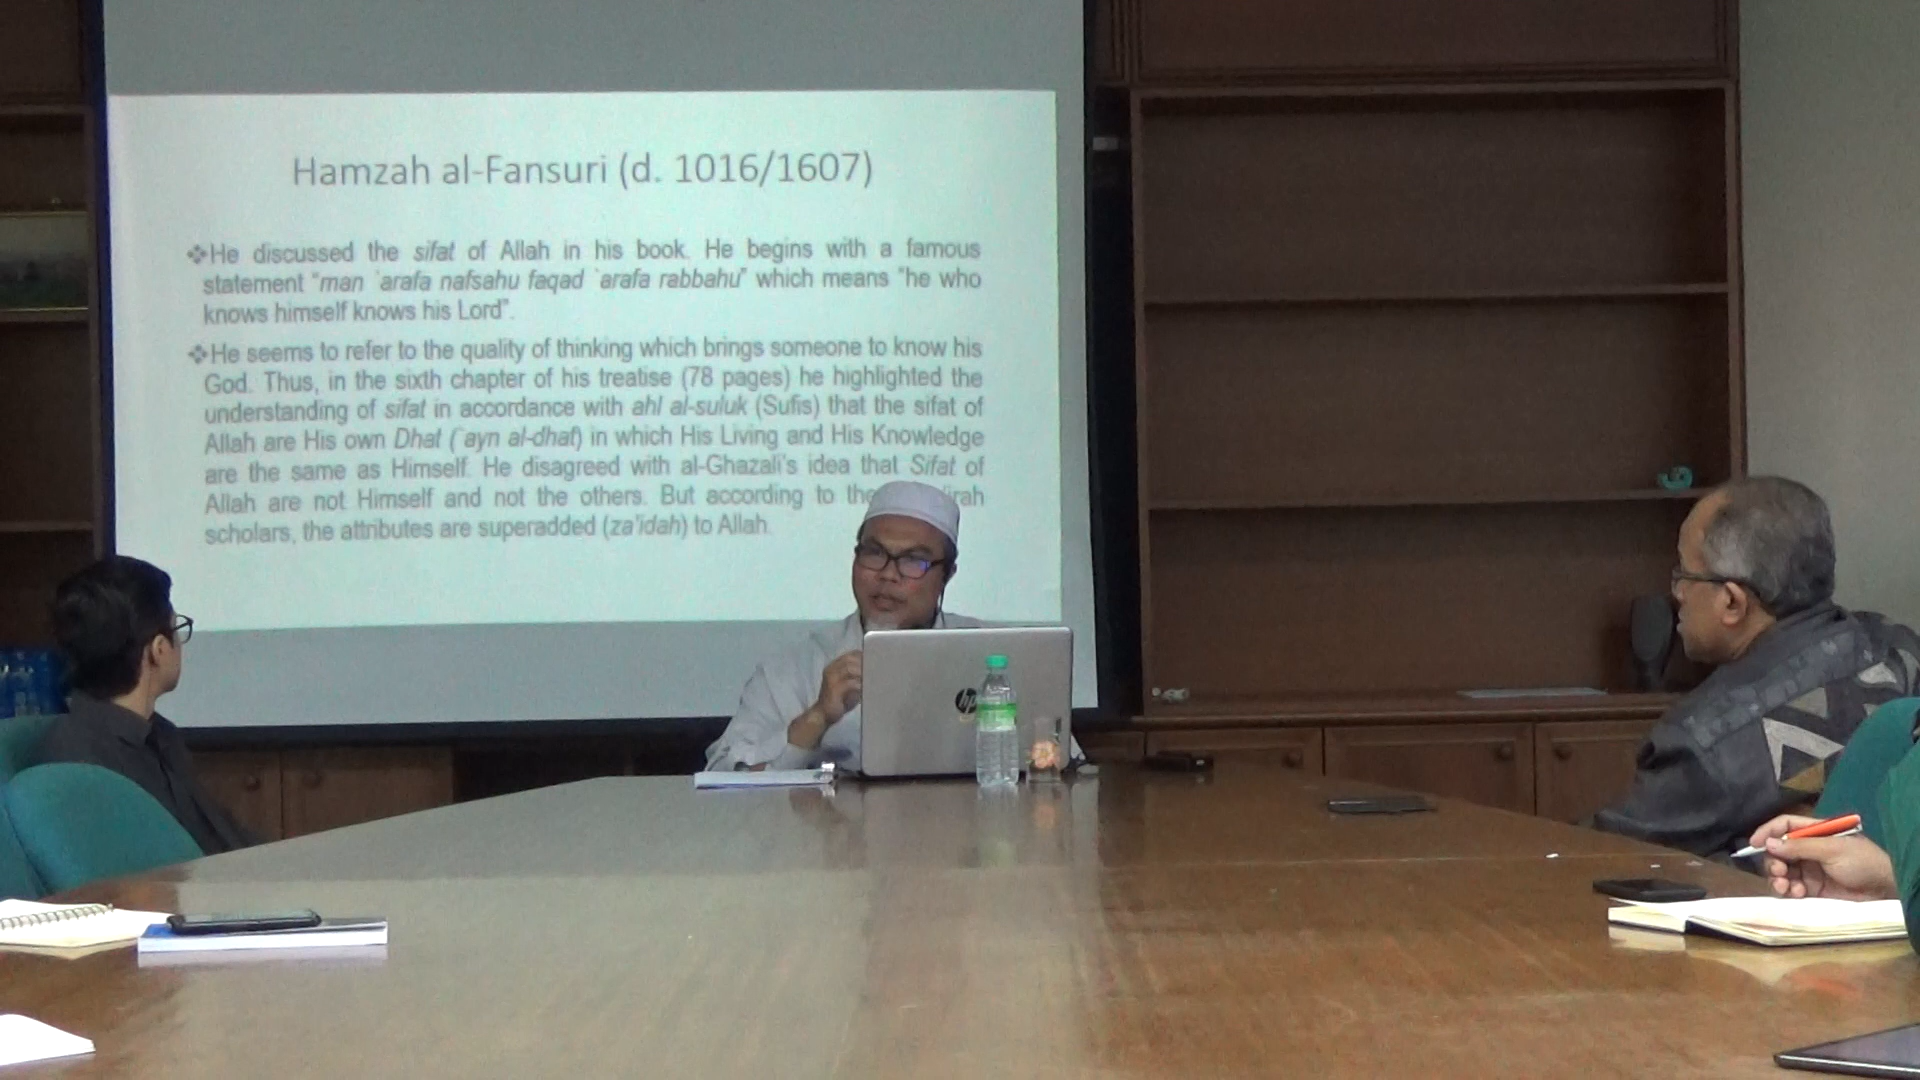 Hamzah al-Fansuri (d. 1016/1607)
❖He discussed the sifat of Allah in his book. He begins with a famous
statement "man `arafa nafsahu faqad `arafa rabbahu" which means "he who
knows himself knows his Lord".
❖He seems to refer to the quality of thinking which brings someone to know his
God. Thus, in the sixth chapter of his treatise (78 pages) he highlighted the
understanding of sifat in accordance with ahl al-suluk (Sufis) that the sifat of
Allah are His own Dhat (`ayn al-dhat) in which His Living and His Knowledge
are the same as Himself. He disagreed with al-Ghazali's idea that Sifat of
Allah are not Himself and not the others. But according to the
scholars, the attributes are superadded (za'idah) to Allah.
hp